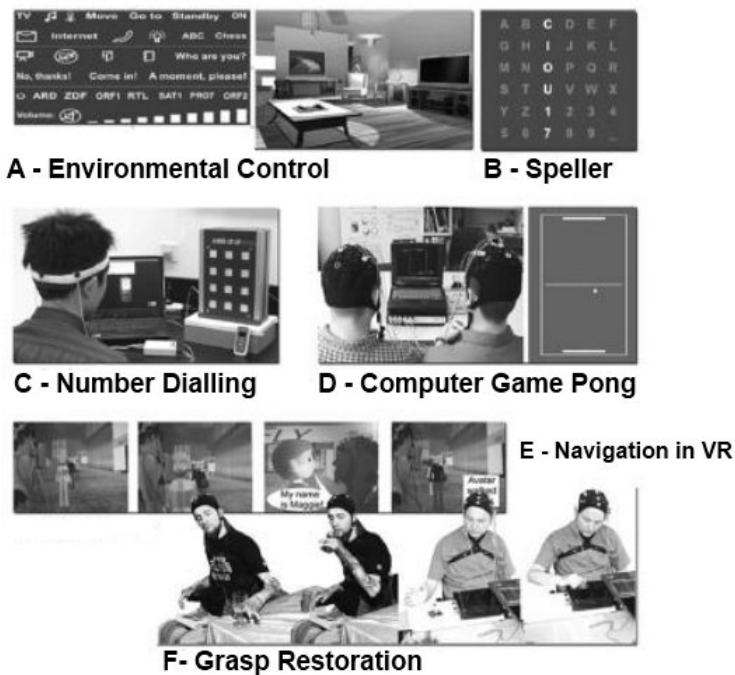 TV Move Go to Standby ON
Internet ABC Chess
Who are you?
No, thanks! Come in! A moment, please!
ARD ZDF ORF1 RTL SAT1 PRO7 ORF2
Volume:
A B C D E F
G H I J K L
M N O P Q R
S T U V W X
Y Z 1 2 3 4
5 6 7 8 9 _
A - Environmental Control
B - Speller
C - Number Dialling
D - Computer Game Pong
E - Navigation in VR
My name
is Maggie!
Avatar
F- Grasp Restoration